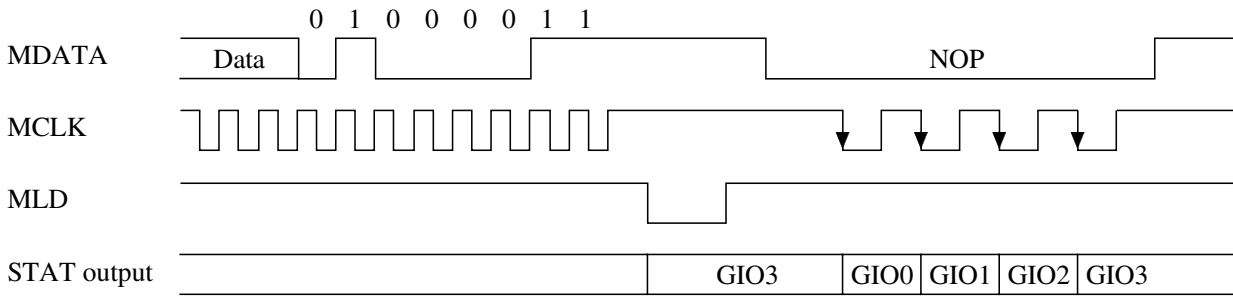 0 1 0 0 0 0 1 1
MDATA Data NOP
MCLK
MLD
STAT output GIO3 GIO0 GIO1 GIO2 GIO3